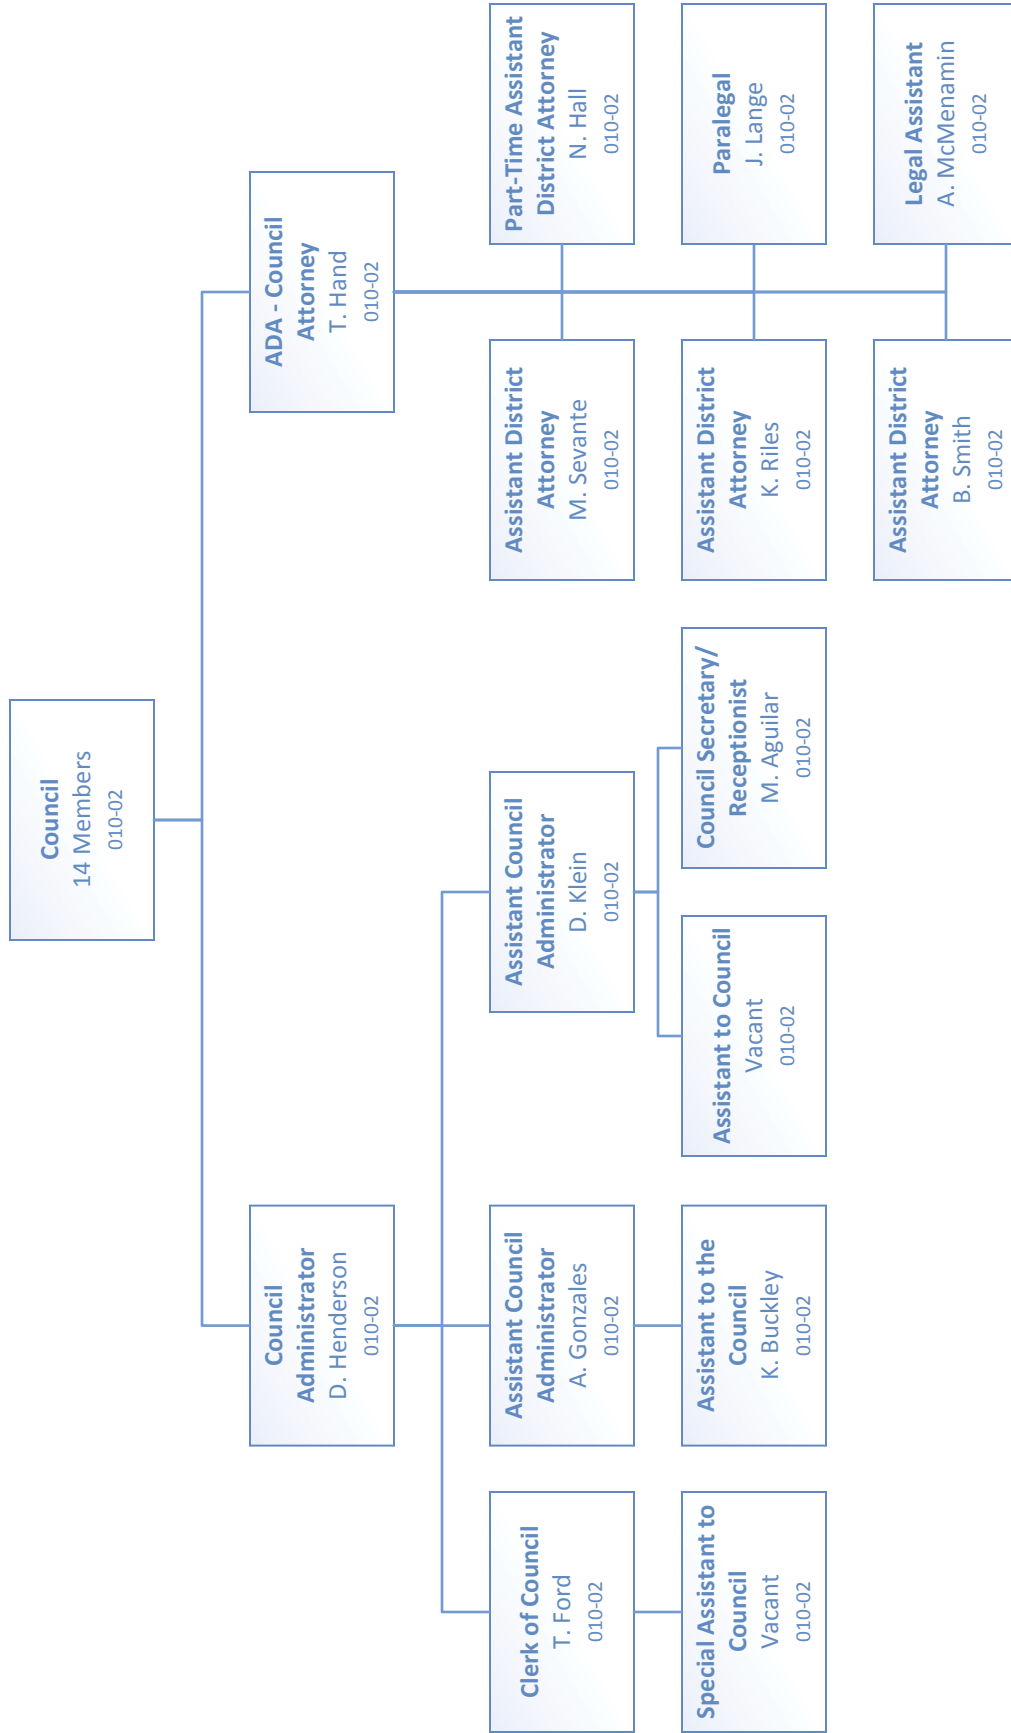 Council
14 Members
010-02
Council
Administrator
D. Henderson
010-02
ADA - Council
Attorney
T. Hand
010-02
Clerk of Council
T. Ford
010-02
Assistant Council
Administrator
A. Gonzales
010-02
Assistant Council
Administrator
D. Klein
010-02
Assistant District
Attorney
M. Sevante
010-02
Part-Time Assistant
District Attorney
N. Hall
010-02
Special Assistant to
Council
Vacant
010-02
Assistant to the
Council
K. Buckley
010-02
Assistant to Council
Vacant
010-02
Council Secretary/
Receptionist
M. Aguilar
010-02
Assistant District
Attorney
K. Riles
010-02
Paralegal
J. Lange
010-02
Assistant District
Attorney
B. Smith
010-02
Legal Assistant
A. McMenamin
010-02